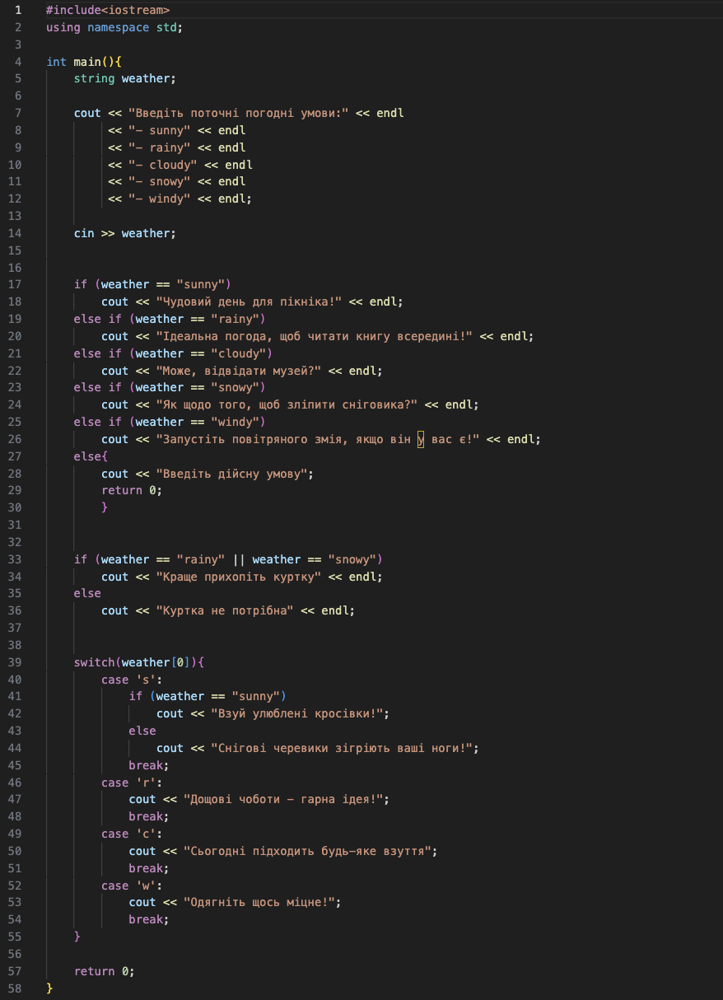 1 #include<iostream>
2 using namespace std;
3
4 int main(){
5     string weather;
6
7     cout << "Введіть поточні погодні умови:" << endl
8          << "– sunny" << endl
9          << "– rainy" << endl
10          << "– cloudy" << endl
11          << "– snowy" << endl
12          << "– windy" << endl;
13
14     cin >> weather;
15
16
17     if (weather == "sunny")
18         cout << "Чудовий день для пікніка!" << endl;
19     else if (weather == "rainy")
20         cout << "Ідеальна погода, щоб читати книгу всередині!" << endl;
21     else if (weather == "cloudy")
22         cout << "Може, відвідати музей?" << endl;
23     else if (weather == "snowy")
24         cout << "Як щодо того, щоб зліпити сніговика?" << endl;
25     else if (weather == "windy")
26         cout << "Запустіть повітряного змія, якщо він у вас є!" << endl;
27     else{
28         cout << "Введіть дійсну умову";
29         return 0;
30         }
31
32
33     if (weather == "rainy" || weather == "snowy")
34         cout << "Краще прихопіть куртку" << endl;
35     else
36         cout << "Куртка не потрібна" << endl;
37
38
39     switch(weather[0]){
40         case 's':
41             if (weather == "sunny")
42                 cout << "Взуй улюблені кросівки!";
43             else
44                 cout << "Снігові черевики зігріють ваші ноги!";
45             break;
46         case 'r':
47             cout << "Дощові чоботи – гарна ідея!";
48             break;
49         case 'c':
50             cout << "Сьогодні підходить будь–яке взуття";
51             break;
52         case 'w':
53             cout << "Одягніть щось міцне!";
54             break;
55     }
56
57     return 0;
58 }